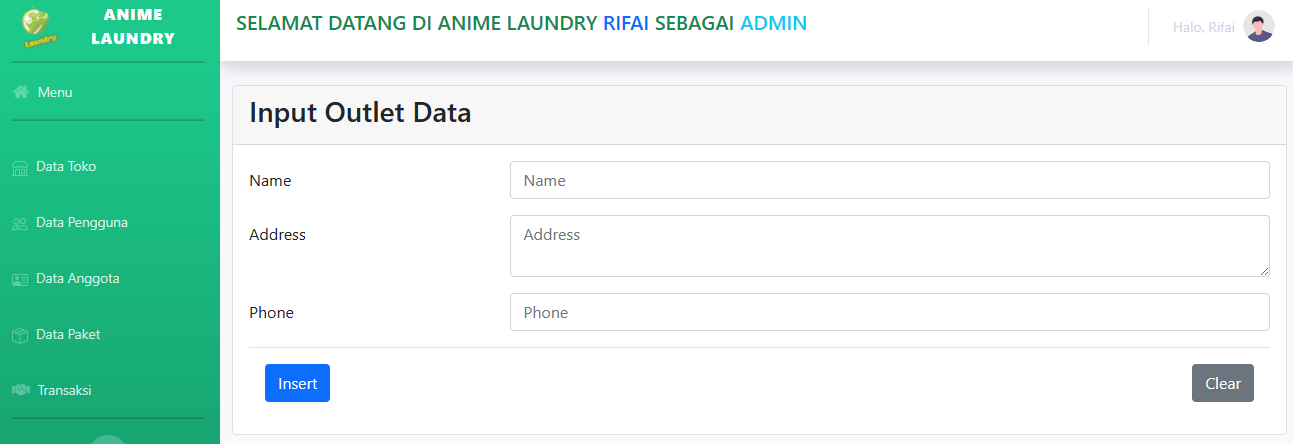 Laundry
ANIME
LAUNDRY
Menu
Data Toko
Data Pengguna
Data Anggota
Data Paket
Transaksi
SELAMAT DATANG DI ANIME LAUNDRY RIFAI SEBAGAI ADMIN
Halo, Rifai
Input Outlet Data
Name
Name
Address
Address
Phone
Phone
Insert
Clear